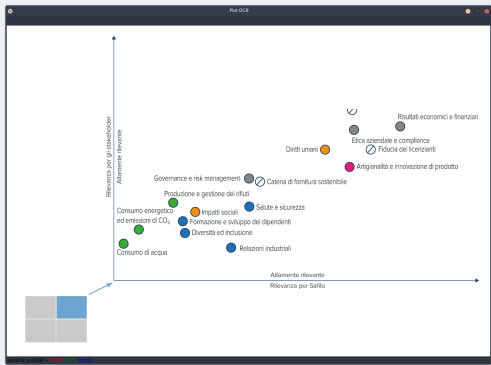 Plot OCR
Risultati economici e finanziari
Etica aziendale e compliance
Diritti umani
Fiducia dei licenzianti
Artigianalità e innovazione di prodotto
Governance e risk management
Catena di fornitura sostenibile
Produzione e gestione dei rifiuti
Salute e sicurezza
Consumo energetico
ed emissioni di CO₂
Impatti sociali
Formazione e sviluppo dei dipendenti
Diversità ed inclusione
Relazioni industriali
Consumo di acqua
Rilevanza per gli stakeholder
Altamente rilevante
Altamente rilevante
Rilevanza per Safilo